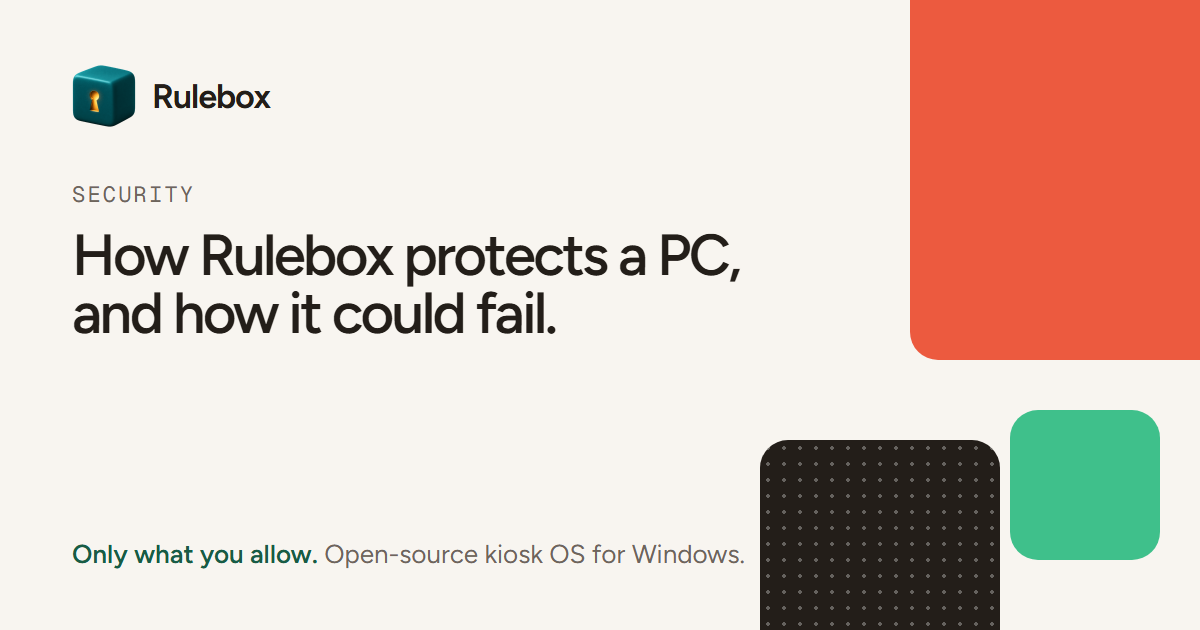 Rulebox
SECURITY
How Rulebox protects a PC,
and how it could fail.
Only what you allow. Open-source kiosk OS for Windows.